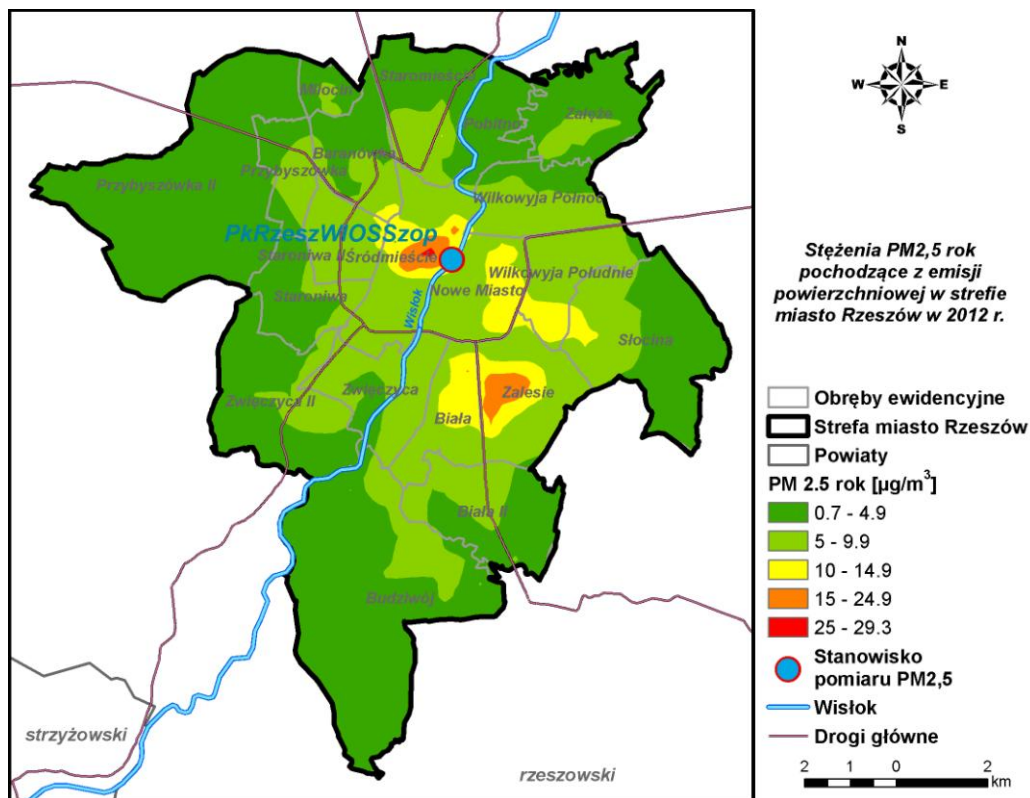 Staromieście
Miłocin
Załęże
Pobitno
Baranówka
Przybyszówka
Przybyszówka II
Wilkowyja Północ
PkRzeszWIOSSzop
Staroniwa II
Śródmieście
Wilkowyja Południe
Staroniwa
Nowe Miasto
Wisłok
Słocina
Zwięczyca
Zalesie
Zwięczyca II
Biała
Biała II
Budziwój
strzyżowski
rzeszowski
N
W E
S
Stężenia PM2,5 rok
pochodzące z emisji
powierzchniowej w strefie
miasto Rzeszów w 2012 r.
Obręby ewidencyjne
Strefa miasto Rzeszów
Powiaty
PM 2.5 rok [µg/m³]
0.7 - 4.9
5 - 9.9
10 - 14.9
15 - 24.9
25 - 29.3
Stanowisko
pomiaru PM2,5
Wisłok
Drogi główne
2 1 0 2
km